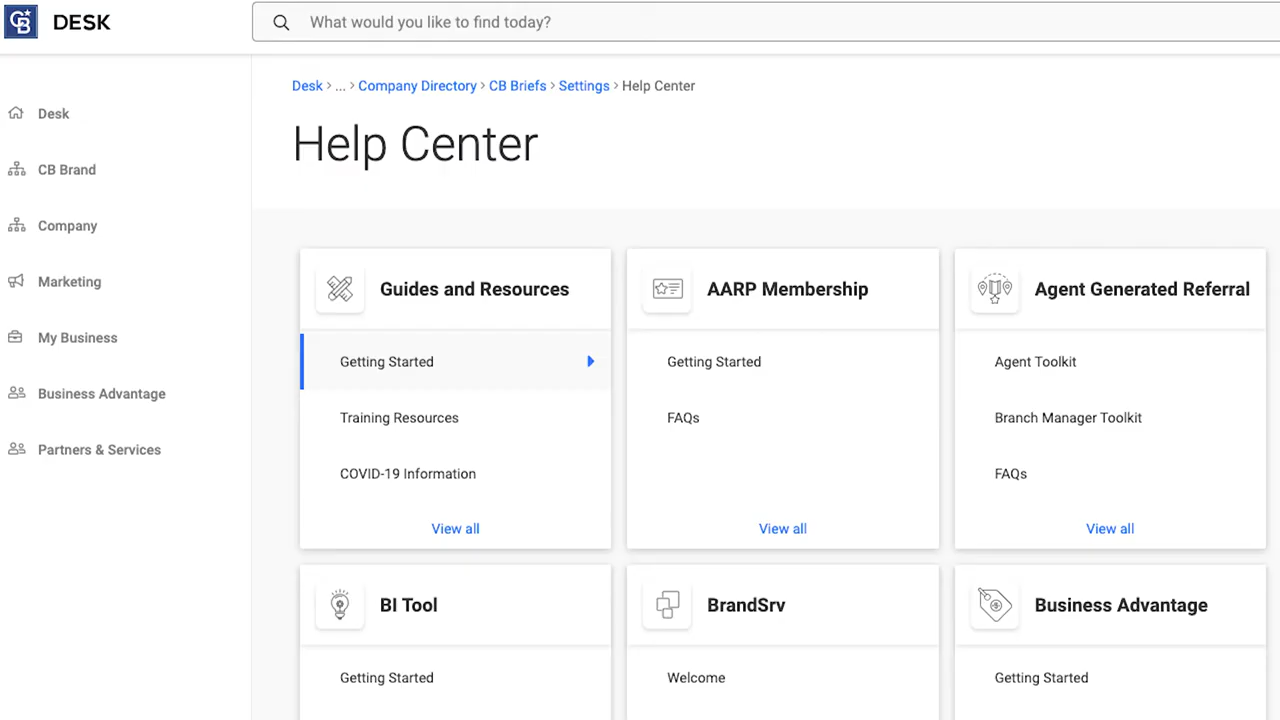 CB DESK
What would you like to find today?
Desk > ... > Company Directory > CB Briefs > Settings > Help Center
Help Center
Desk
CB Brand
Company
Marketing
My Business
Business Advantage
Partners & Services
Guides and Resources
Getting Started
Training Resources
COVID-19 Information
View all
AARP Membership
Getting Started
FAQs
View all
Agent Generated Referral
Agent Toolkit
Branch Manager Toolkit
FAQs
View all
BI Tool
Getting Started
BrandSrv
Welcome
Business Advantage
Getting Started